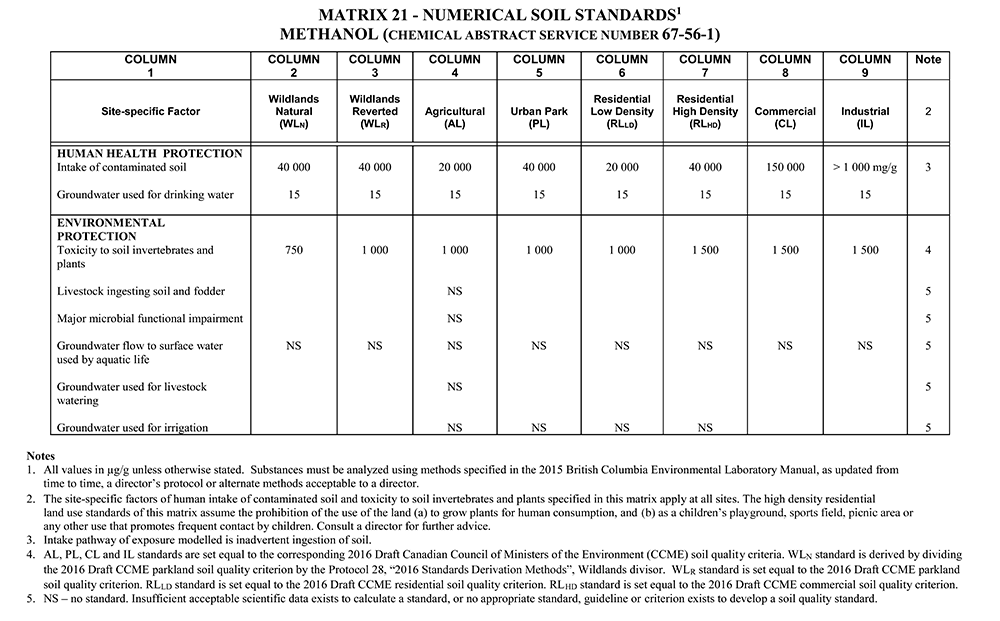 MATRIX 21 - NUMERICAL SOIL STANDARDS1
METHANOL (CHEMICAL ABSTRACT SERVICE NUMBER 67-56-1)
COLUMN 1 COLUMN 2 COLUMN 3 COLUMN 4 COLUMN 5 COLUMN 6 COLUMN 7 COLUMN 8 COLUMN 9 Note
Site-specific Factor Wildlands Natural (WLN) Wildlands Reverted (WLR) Agricultural (AL) Urban Park (PL) Residential Low Density (RLLD) Residential High Density (RLHD) Commercial (CL) Industrial (IL) 2
HUMAN HEALTH PROTECTION
Intake of contaminated soil 40 000 40 000 20 000 40 000 20 000 40 000 150 000 > 1 000 mg/g 3
Groundwater used for drinking water 15 15 15 15 15 15 15 15
ENVIRONMENTAL
PROTECTION
Toxicity to soil invertebrates and
plants 750 1 000 1 000 1 000 1 000 1 500 1 500 1 500 4
Livestock ingesting soil and fodder NS 5
Major microbial functional impairment NS 5
Groundwater flow to surface water NS NS NS NS NS NS NS NS 5
used by aquatic life
Groundwater used for livestock NS 5
watering
Groundwater used for irrigation NS NS NS NS 5
Notes
1. All values in µg/g unless otherwise stated. Substances must be analyzed using methods specified in the 2015 British Columbia Environmental Laboratory Manual, as updated from
time to time, a director's protocol or alternate methods acceptable to a director.
2. The site-specific factors of human intake of contaminated soil and toxicity to soil invertebrates and plants specified in this matrix apply at all sites. The high density residential
land use standards of this matrix assume the prohibition of the use of the land (a) to grow plants for human consumption, and (b) as a children's playground, sports field, picnic area or
any other use that promotes frequent contact by children. Consult a director for further advice.
3. Intake pathway of exposure modelled is inadvertent ingestion of soil.
4. AL, PL, CL and IL standards are set equal to the corresponding 2016 Draft Canadian Council of Ministers of the Environment (CCME) soil quality criteria. WLN standard is derived by dividing
the 2016 Draft CCME parkland soil quality criterion by the Protocol 28, "2016 Standards Derivation Methods", Wildlands divisor. WLR standard is set equal to the 2016 Draft CCME parkland
soil quality criterion. RLLD standard is set equal to the 2016 Draft CCME residential soil quality criterion. RLHD standard is set equal to the 2016 Draft CCME commercial soil quality criterion.
5. NS – no standard. Insufficient acceptable scientific data exists to calculate a standard, or no appropriate standard, guideline or criterion exists to develop a soil quality standard.